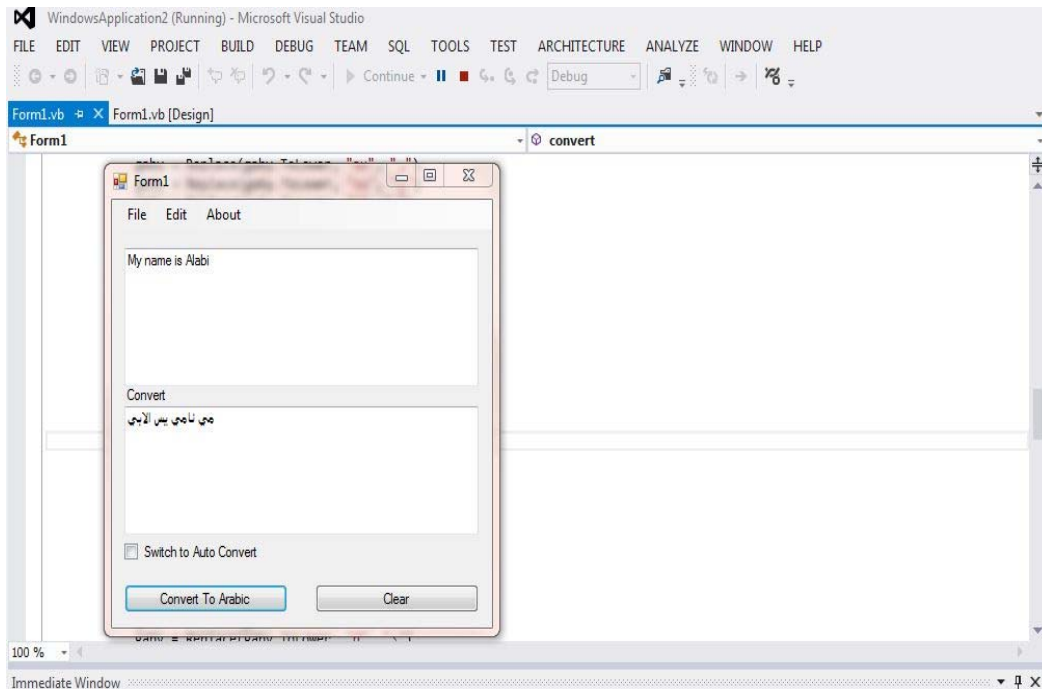 WindowsApplication2 (Running) - Microsoft Visual Studio
FILE EDIT VIEW PROJECT BUILD DEBUG TEAM SQL TOOLS TEST ARCHITECTURE ANALYZE WINDOW HELP
Continue Debug
Form1.vb Form1.vb [Design]
Form1 convert
Form1
File Edit About
My name is Alabi
Convert
مي نامي يس الابي
Switch to Auto Convert
Convert To Arabic Clear
100 %
Immediate Window